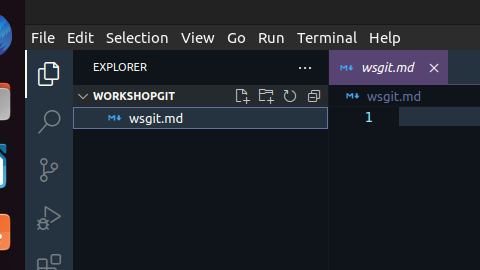 File Edit Selection View Go Run Terminal Help
EXPLORER ··· wsgit.md
WORKSHOPGIT wsgit.md
wsgit.md 1